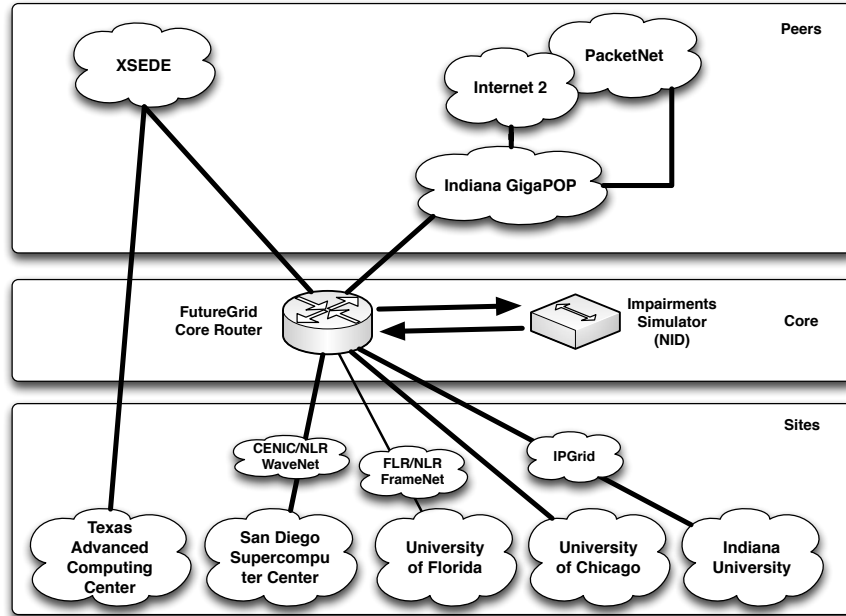 Peers
XSEDE
PacketNet
Internet 2
Indiana GigaPOP
FutureGrid
Core Router
Impairments
Simulator
(NID)
Core
Sites
CENIC/NLR
WaveNet
FLR/NLR
FrameNet
IPGrid
Texas
Advanced
Computing
Center
San Diego
Supercompu
ter Center
University
of Florida
University
of Chicago
Indiana
University